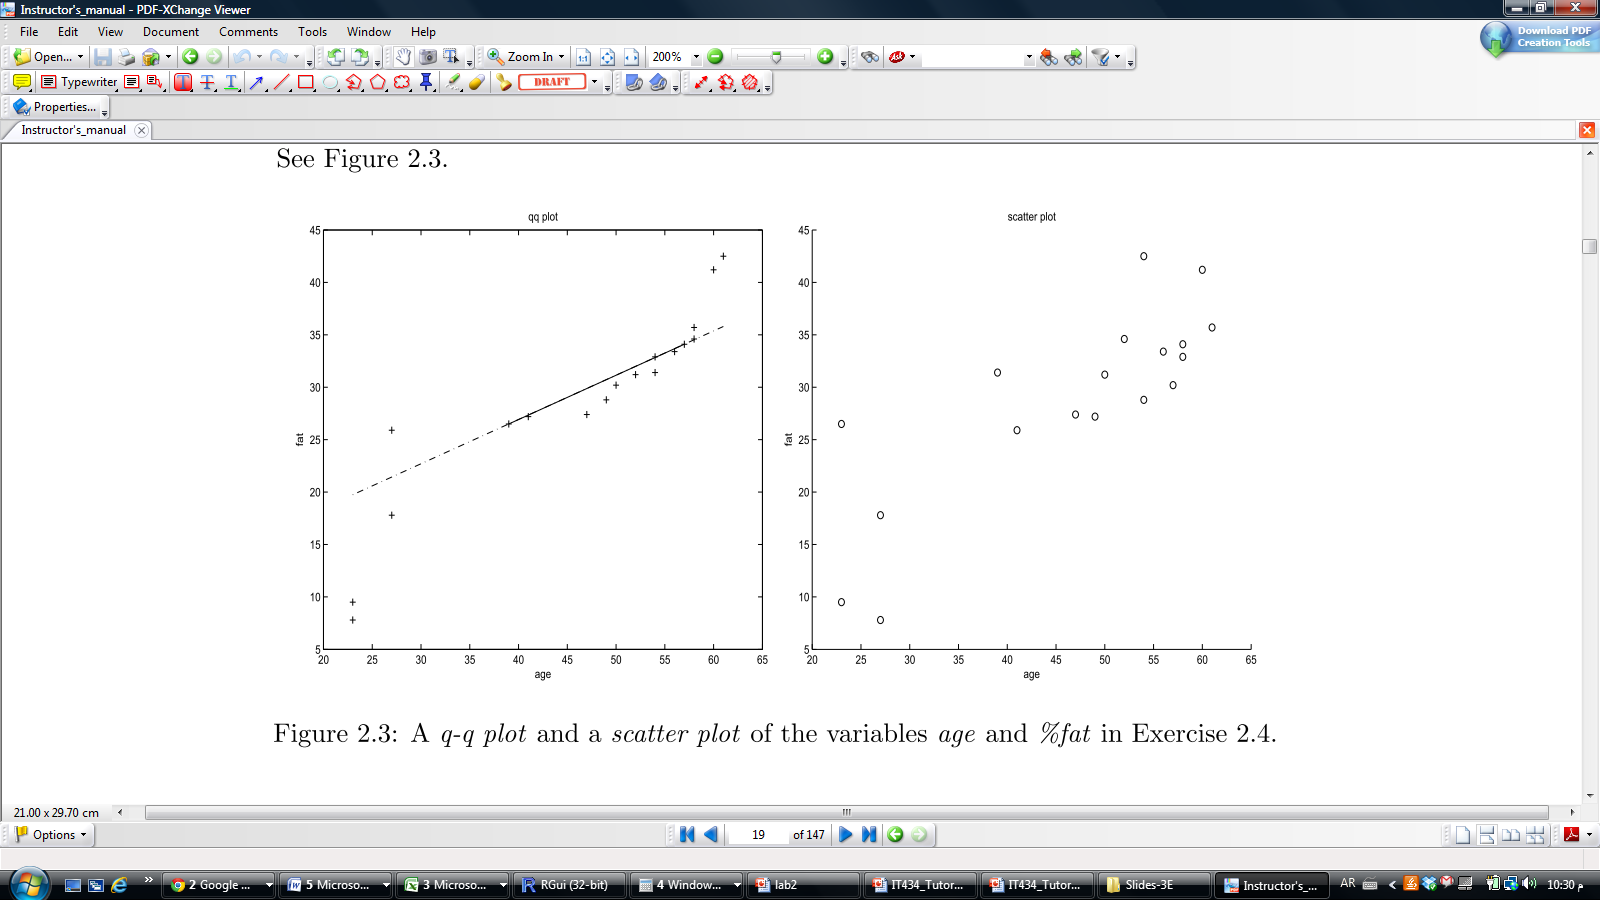 Instructor's_manual - PDF-XChange Viewer
File Edit View Document Comments Tools Window Help
Download PDF
Creation Tools
Open... Zoom In 200%
Typewriter DRAFT
Properties...
Instructor's_manual
See Figure 2.3.
qq plot
45
40
35
30
25
20
15
10
5
fat
20 25 30 35 40 45 50 55 60 65
age
scatter plot
45
40
35
30
25
20
15
10
5
fat
20 25 30 35 40 45 50 55 60 65
age
Figure 2.3: A q-q plot and a scatter plot of the variables age and %fat in Exercise 2.4.
21.00 x 29.70 cm
Options 19 of 147
2 Google ... 5 Microso... 3 Microso... RGui (32-bit) 4 Window... lab2 IT434_Tutor... IT434_Tutor... Slides-3E Instructor's_... AR 10:30 م